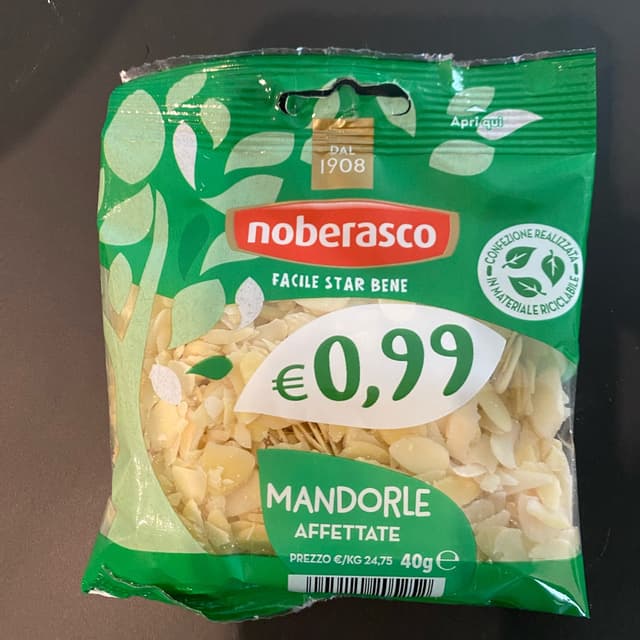 Apri qui
DAL
1908
noberasco
FACILE STAR BENE
CONFEZIONE REALIZZATA
IN MATERIALE RICICLABILE
€0,99
MANDORLE
AFFETTATE
PREZZO €/KG 24,75 40g e